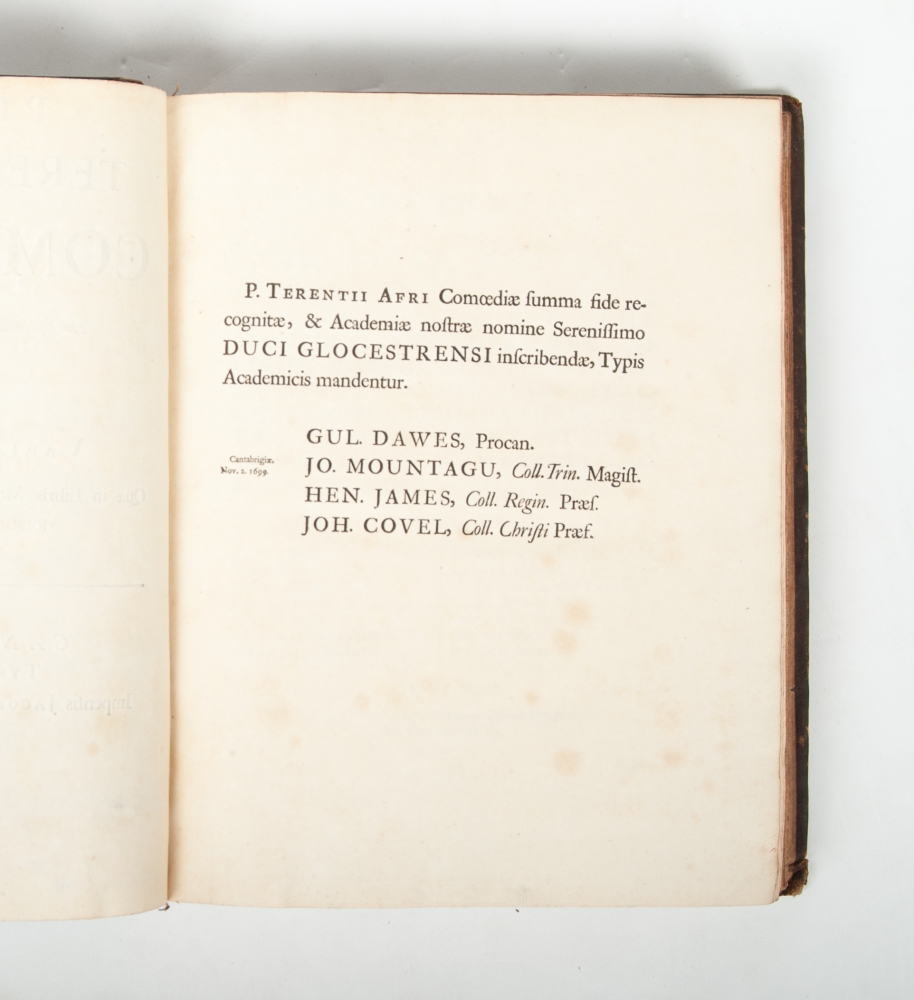 P. TERENTII AFRI Comœdiæ ſumma fide re-
cognitæ, & Academiæ noſtræ nomine Sereniſſimo
DUCI GLOCESTRENSI inſcribendæ, Typis
Academicis mandentur.
Cantabrigiæ.
Nov. 2. 1699.
GUL. DAWES, Procan.
JO. MOUNTAGU, Coll. Trin. Magiſt.
HEN. JAMES, Coll. Regin. Præſ.
JOH. COVEL, Coll. Chriſti Præf.